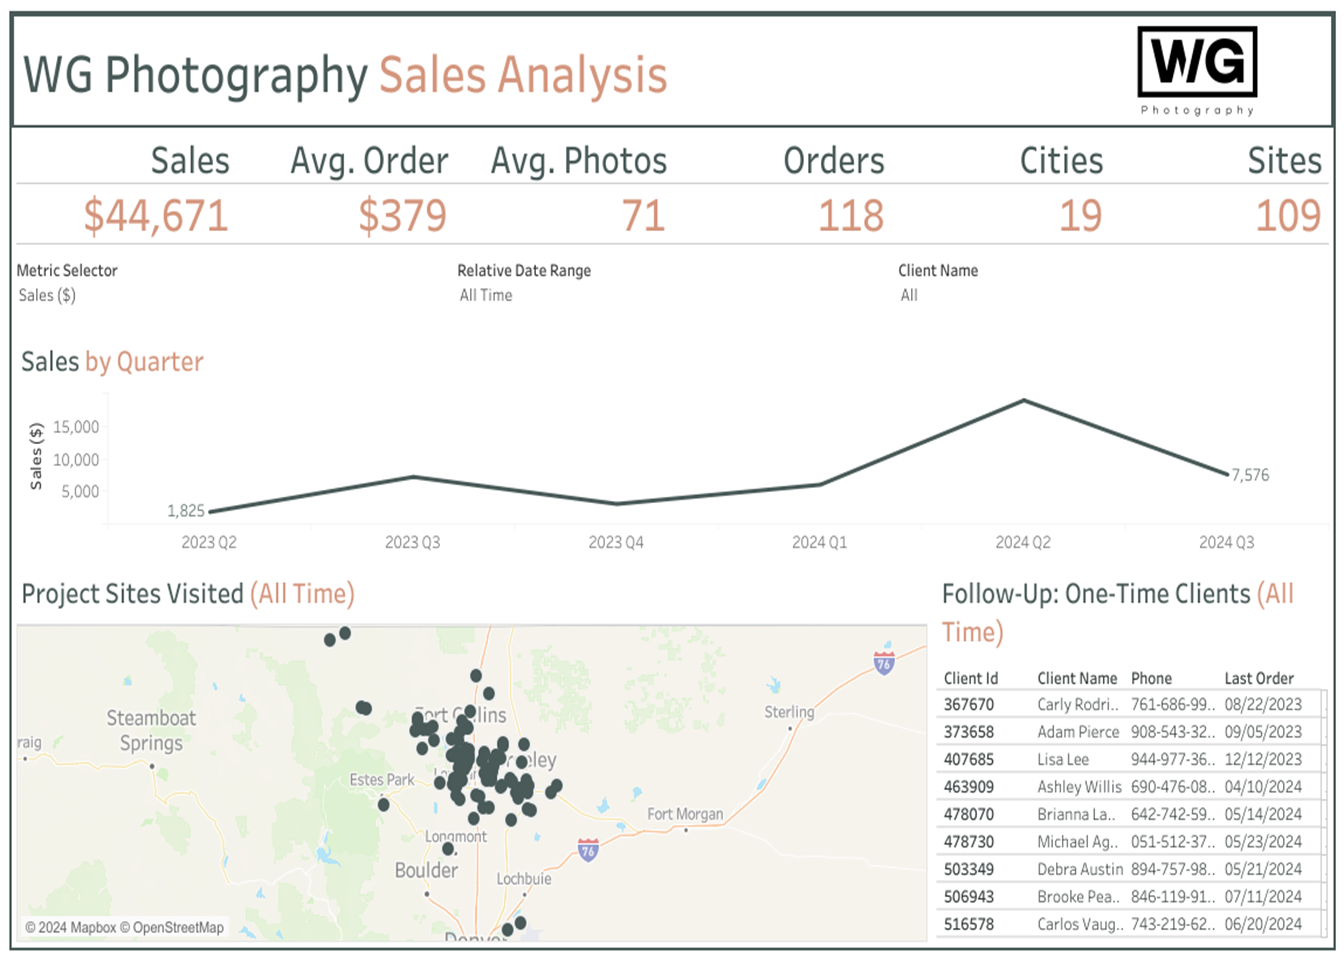 WG Photography Sales Analysis
WG
Photography
Sales Avg. Order Avg. Photos Orders Cities Sites
$44,671 $379 71 118 19 109
Metric Selector Relative Date Range Client Name
Sales ($) All Time All
Sales by Quarter
Sales ($)
15,000
10,000
5,000
1,825
7,576
2023 Q2 2023 Q3 2023 Q4 2024 Q1 2024 Q2 2024 Q3
Project Sites Visited (All Time)
76
Steamboat
Springs
raig
Sterling
Estes Park
Fort Morgan
Longmont
76
Boulder
Lochbuie
© 2024 Mapbox © OpenStreetMap
Follow-Up: One-Time Clients (All
Time)
Client Id Client Name Phone Last Order
367670 Carly Rodri.. 761-686-99.. 08/22/2023
373658 Adam Pierce 908-543-32.. 09/05/2023
407685 Lisa Lee 944-977-36.. 12/12/2023
463909 Ashley Willis 690-476-08.. 04/10/2024
478070 Brianna La.. 642-742-59.. 05/14/2024
478730 Michael Ag.. 051-512-37.. 05/23/2024
503349 Debra Austin 894-757-98.. 05/21/2024
506943 Brooke Pea.. 846-119-91.. 07/11/2024
516578 Carlos Vaug.. 743-219-62.. 06/20/2024